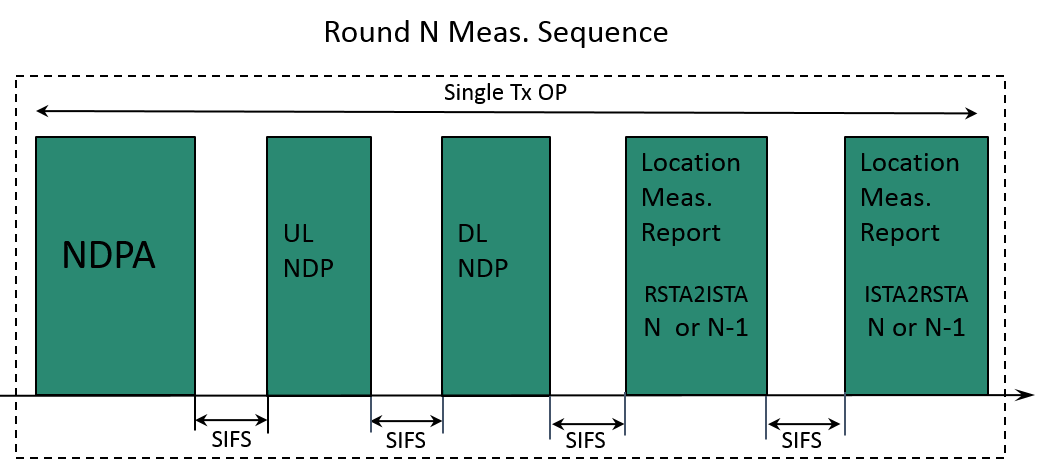 Round N Meas. Sequence
Single Tx OP
NDPA
UL
NDP
DL
NDP
Location
Meas.
Report
RSTA2ISTA
N or N-1
Location
Meas.
Report
ISTA2RSTA
N or N-1
SIFS
SIFS
SIFS
SIFS